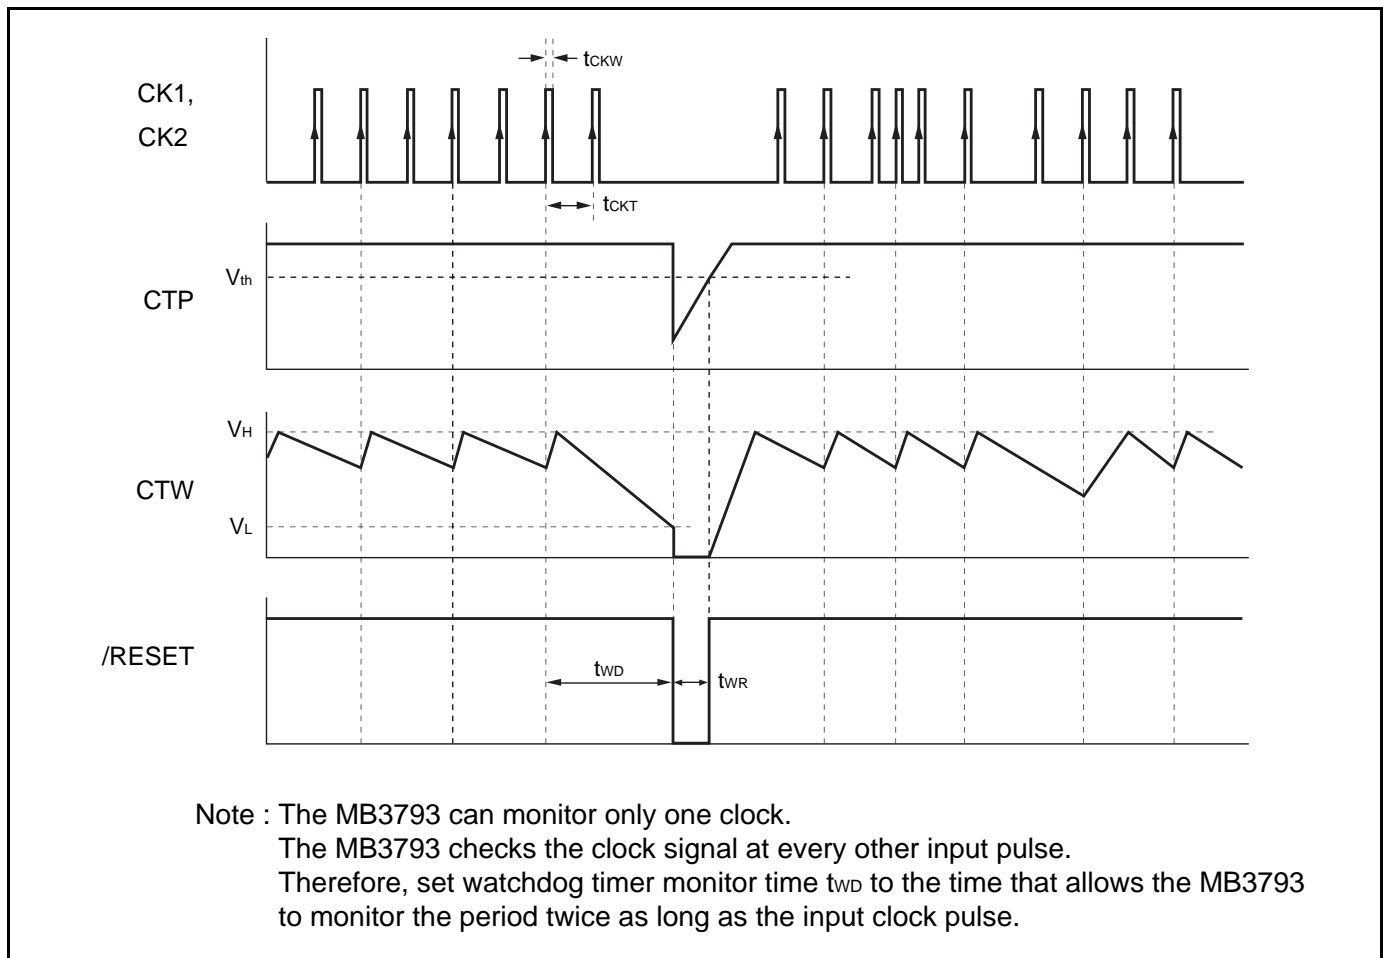 tCKW
CK1,
CK2
tCKT
Vth
CTP
VH
CTW
VL
/RESET
tWD
tWR
Note : The MB3793 can monitor only one clock.
The MB3793 checks the clock signal at every other input pulse.
Therefore, set watchdog timer monitor time tWD to the time that allows the MB3793
to monitor the period twice as long as the input clock pulse.